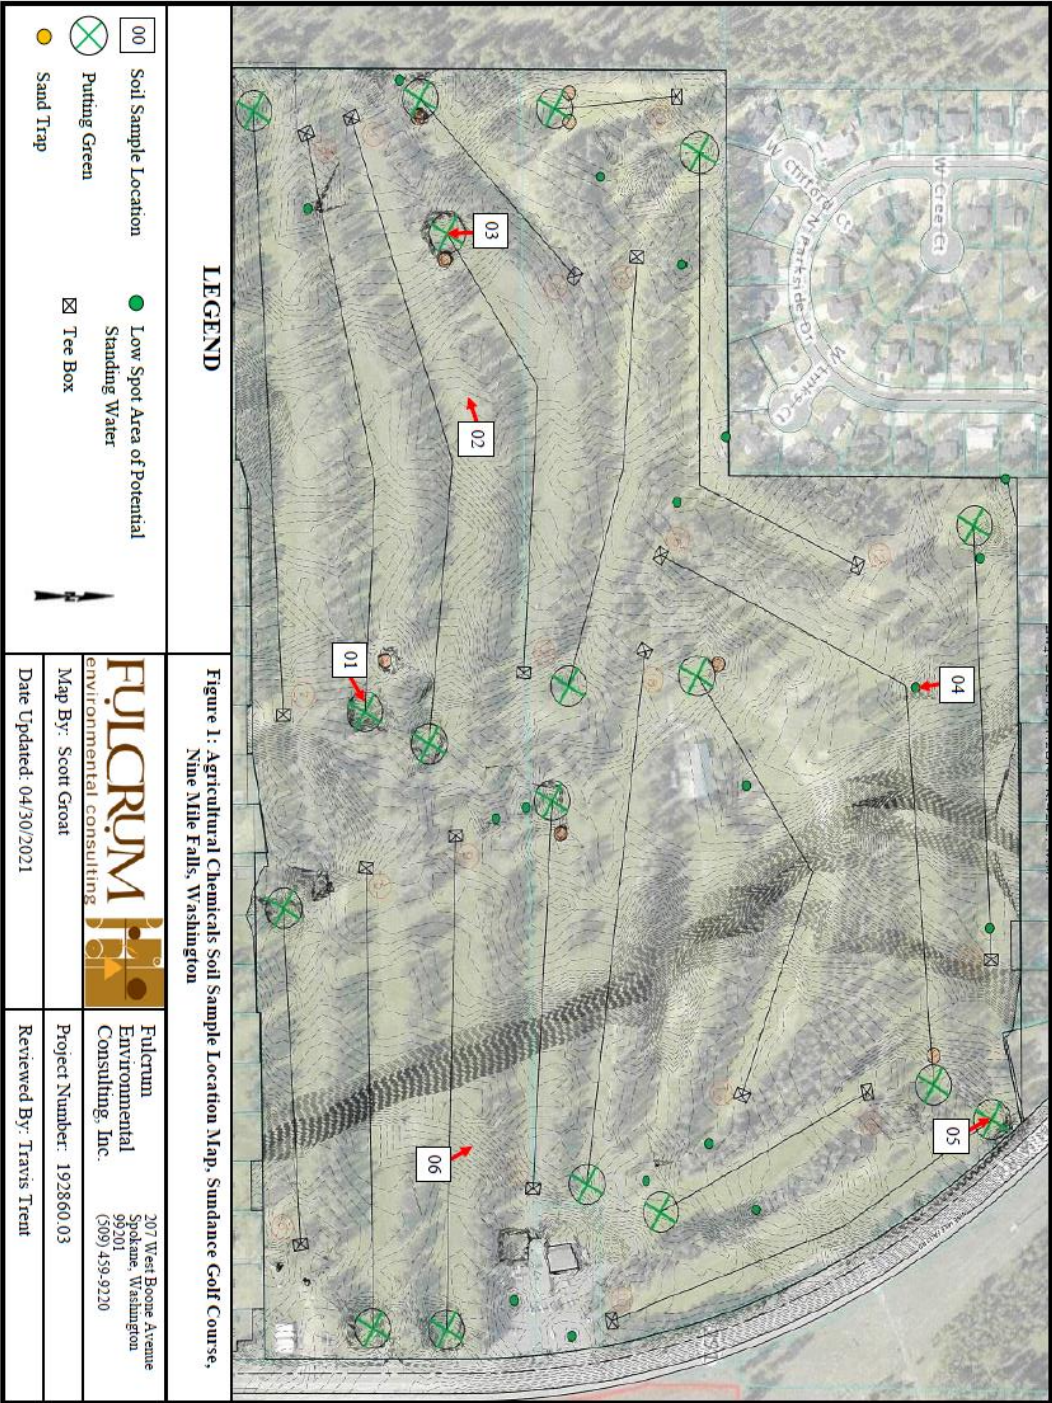 W Cree Ct
W Clifford Ct
N Parkside Dr
W Links Ct
03
02
01
04
05
06
LEGEND
00
Soil Sample Location
Putting Green
Sand Trap
Low Spot Area of Potential
Standing Water
Tee Box
N
Figure 1: Agricultural Chemicals Soil Sample Location Map, Sundance Golf Course,
Nine Mile Falls, Washington
FULCRUM
environmental consulting
Fulcrum
Environmental
Consulting, Inc.
207 West Boone Avenue
Spokane, Washington
99201
(509) 459-9220
Map By: Scott Groat
Project Number: 192860.03
Date Updated: 04/30/2021
Reviewed By: Travis Trent